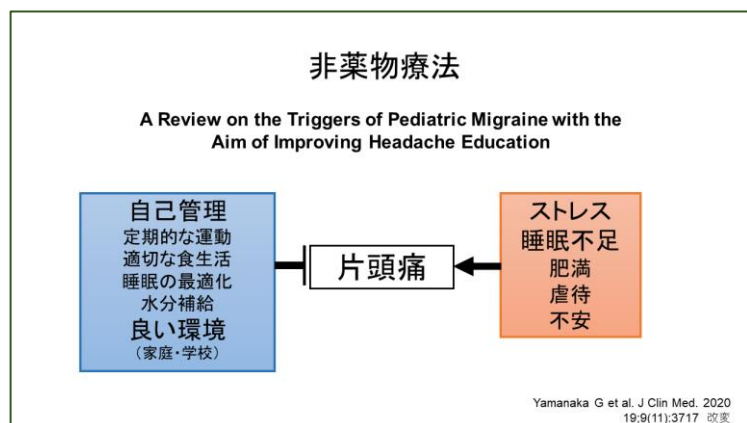 非薬物療法
A Review on the Triggers of Pediatric Migraine with the
Aim of Improving Headache Education
自己管理
定期的な運動
適切な食生活
睡眠の最適化
水分補給
良い環境
（家庭・学校）
片頭痛
ストレス
睡眠不足
肥満
虐待
不安
Yamanaka G et al. J Clin Med. 2020
19;9(11):3717 改変